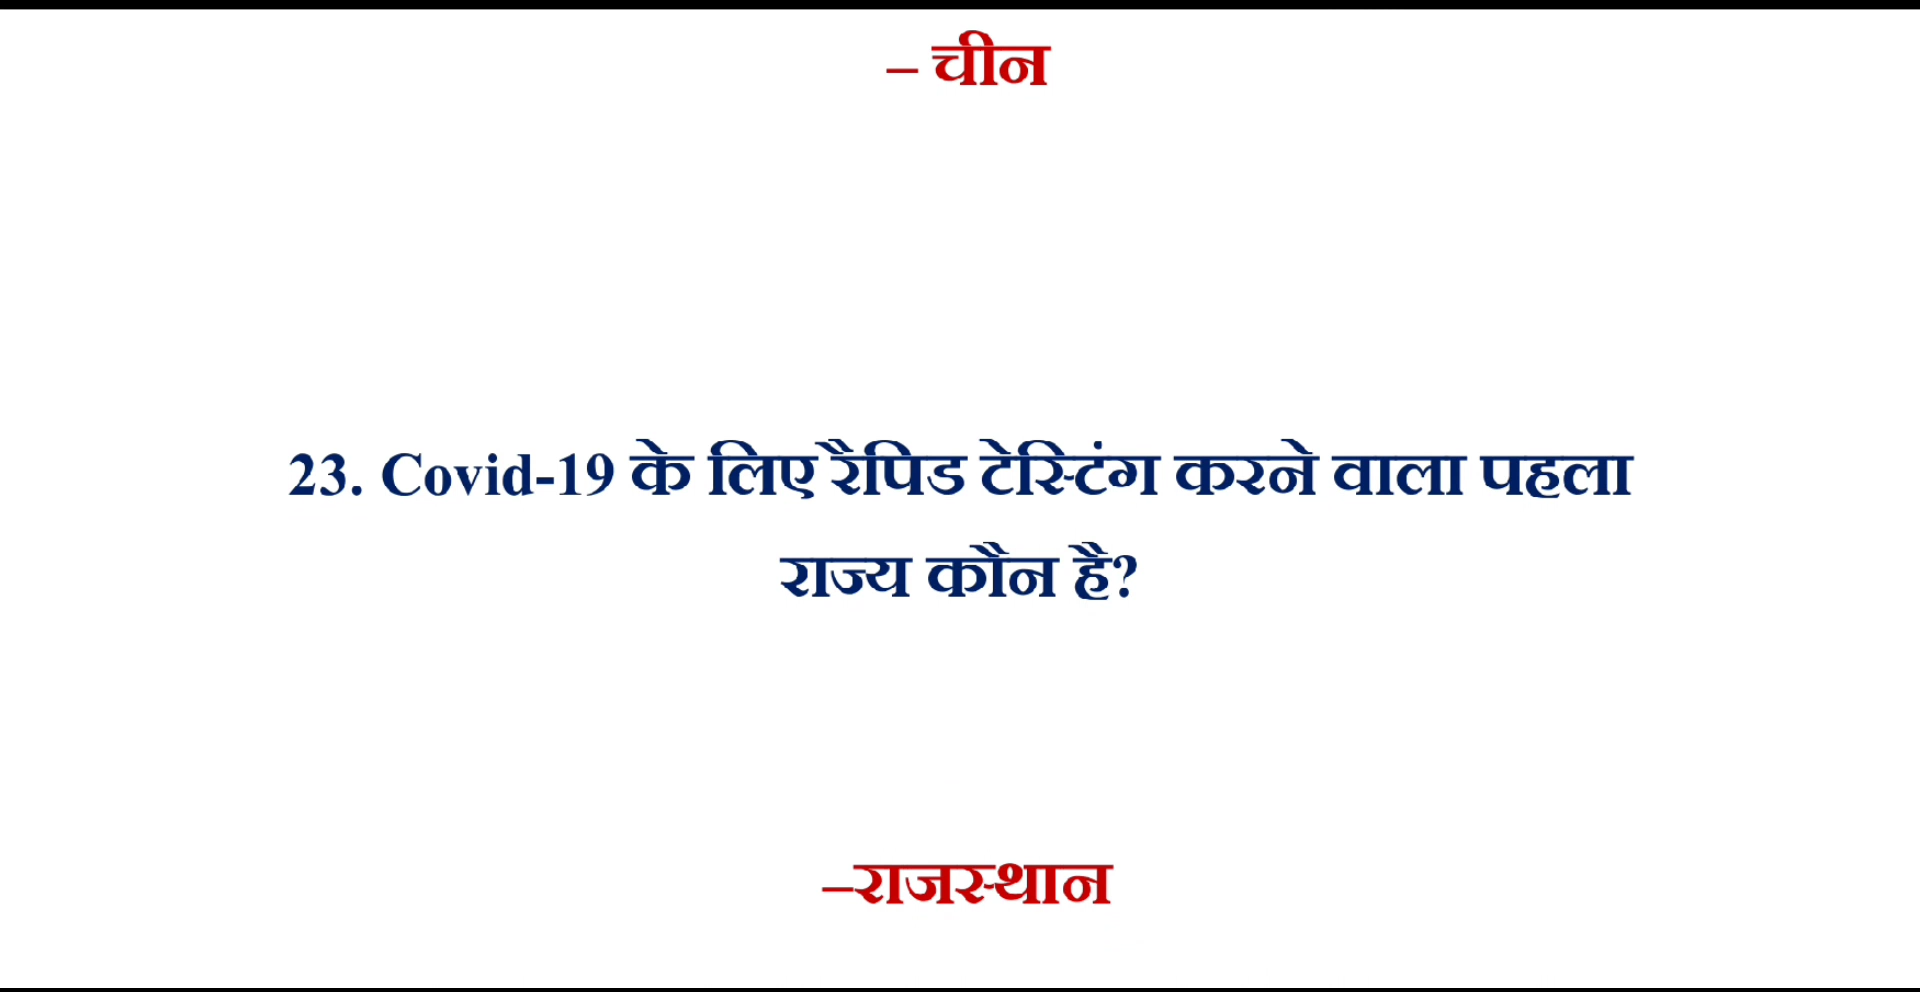 – चीन
23. Covid-19 के लिए रैपिड टेस्टिंग करने वाला पहला
राज्य कौन है?
–राजस्थान